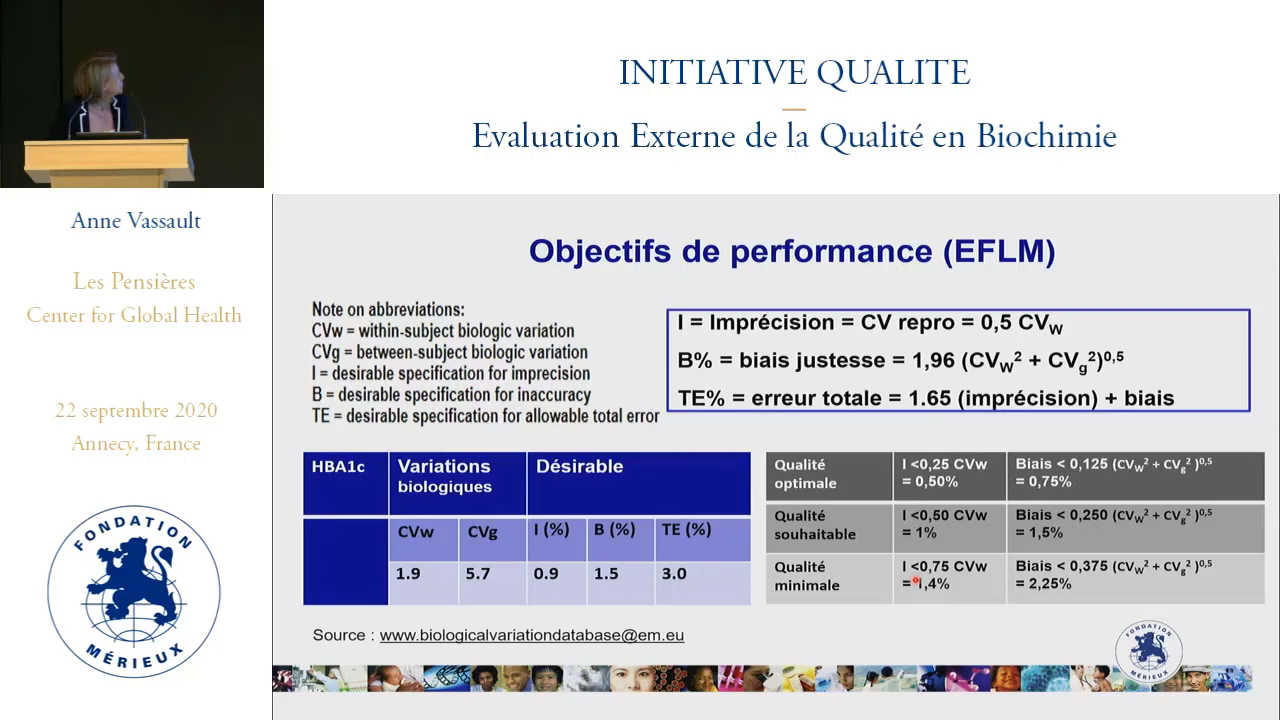 INITIATIVE QUALITE
Evaluation Externe de la Qualité en Biochimie
Anne Vassault
Les Pensières
Center for Global Health
22 septembre 2020
Annecy, France
FONDATION
MÉRIEUX
Objectifs de performance (EFLM)
Note on abbreviations:
CVw = within-subject biologic variation
CVg = between-subject biologic variation
I = desirable specification for imprecision
B = desirable specification for inaccuracy
TE = desirable specification for allowable total error
I = Imprécision = CV repro = 0,5 CVW
B% = biais justesse = 1,96 (CVW² + CVg²)0,5
TE% = erreur totale = 1.65 (imprécision) + biais
HBA1c Variations biologiques Désirable
CVw CVg I (%) B (%) TE (%)
1.9 5.7 0.9 1.5 3.0
Qualité optimale I <0,25 CVw = 0,50% Biais < 0,125 (CVW² + CVg² )0,5 = 0,75%
Qualité souhaitable I <0,50 CVw = 1% Biais < 0,250 (CVW² + CVg² )0,5 = 1,5%
Qualité minimale I <0,75 CVw = 1,4% Biais < 0,375 (CVW² + CVg² )0,5 = 2,25%
Source : www.biologicalvariationdatabase@em.eu
FONDATION
MÉRIEUX